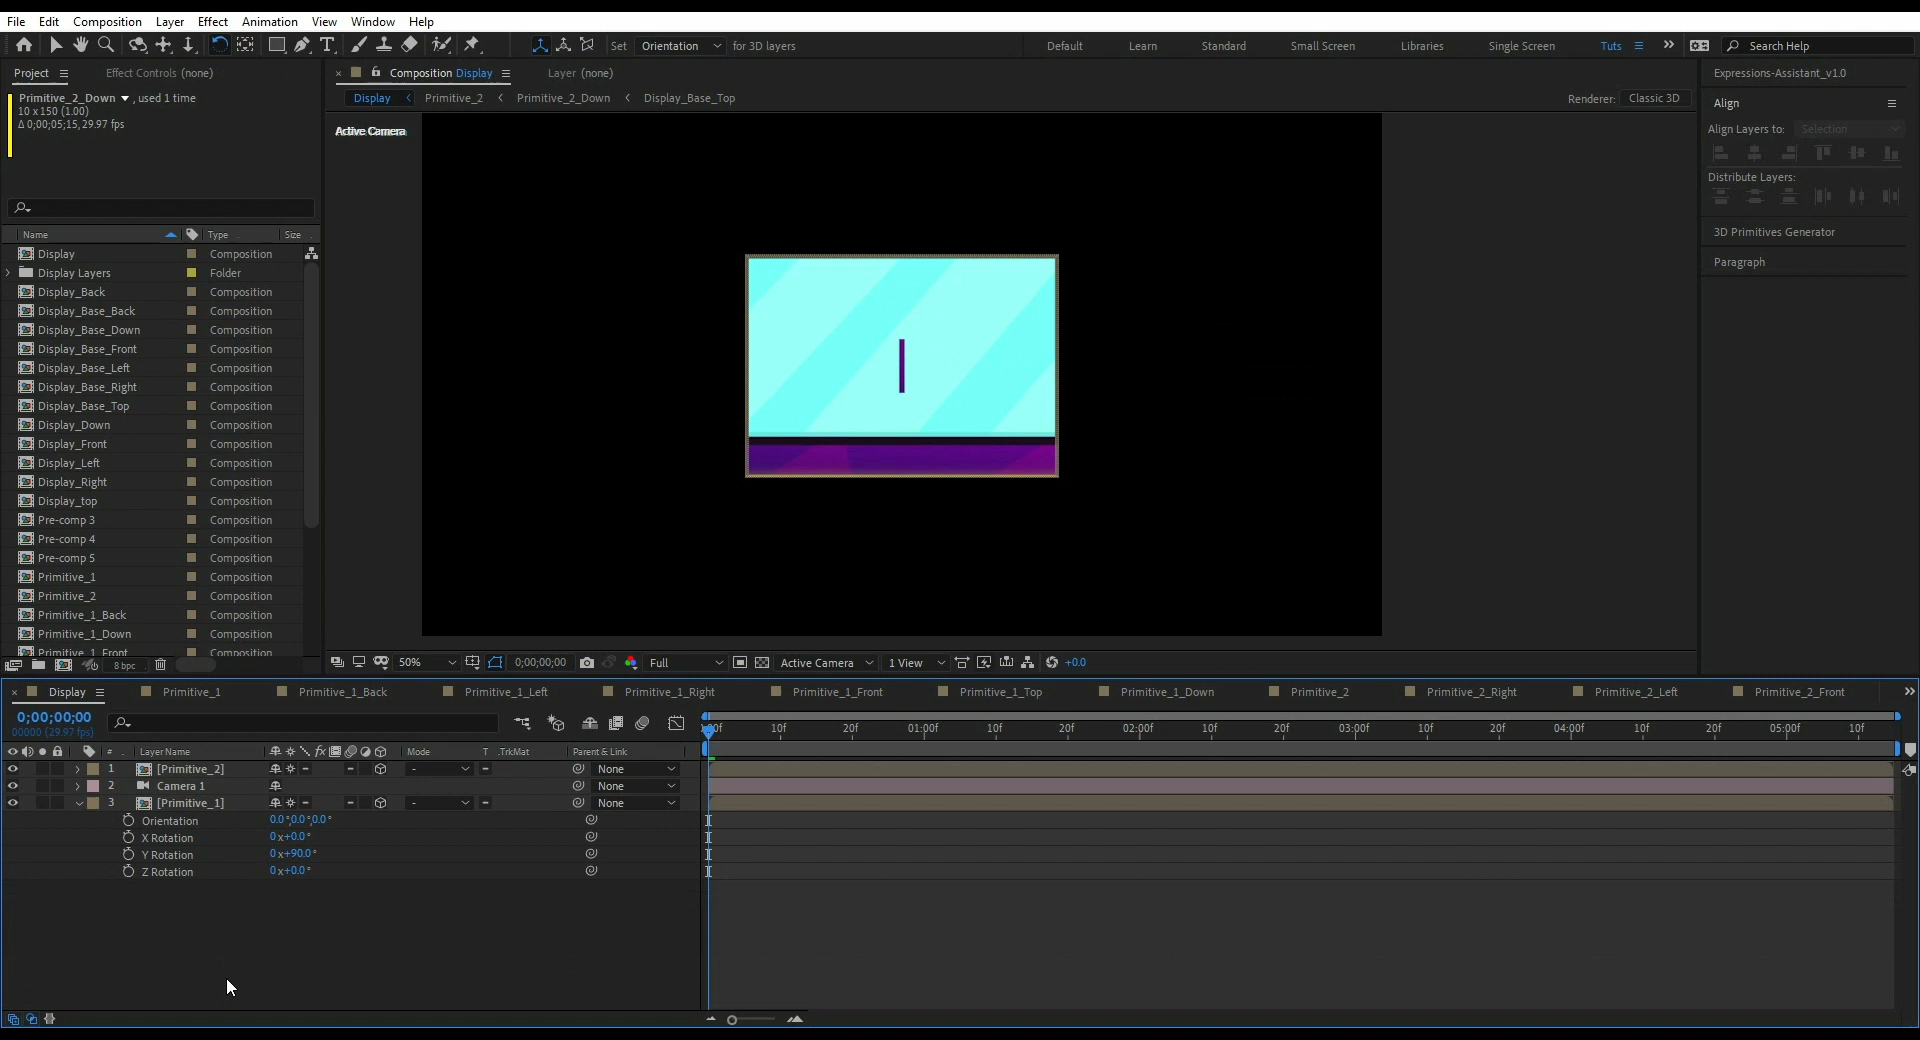 File Edit Composition Layer Effect Animation View Window Help
Set Orientation for 3D layers Default Learn Standard Small Screen Libraries Single Screen Tuts Search Help
Project Effect Controls (none)
Primitive_2_Down , used 1 time
10 x 150 (1.00)
Δ 0;00;05;15, 29.97 fps
Name Type Size
Display Composition
Display Layers Folder
Display_Back Composition
Display_Base_Back Composition
Display_Base_Down Composition
Display_Base_Front Composition
Display_Base_Left Composition
Display_Base_Right Composition
Display_Base_Top Composition
Display_Down Composition
Display_Front Composition
Display_Left Composition
Display_Right Composition
Display_top Composition
Pre-comp 3 Composition
Pre-comp 4 Composition
Pre-comp 5 Composition
Primitive_1 Composition
Primitive_2 Composition
Primitive_1_Back Composition
Primitive_1_Down Composition
Primitive_1_Front Composition
8 bpc
Composition Display Layer (none)
Display Primitive_2 Primitive_2_Down Display_Base_Top Renderer: Classic 3D
Active Camera
50% 0;00;00;00 Full Active Camera 1 View +0.0
Expressions-Assistant_v1.0
Align
Align Layers to: Selection
Distribute Layers:
3D Primitives Generator
Paragraph
Display Primitive_1 Primitive_1_Back Primitive_1_Left Primitive_1_Right Primitive_1_Front Primitive_1_Top Primitive_1_Down Primitive_2 Primitive_2_Right Primitive_2_Left Primitive_2_Front
0;00;00;00
00000 (29.97 fps)
10f 20f 01:00f 10f 20f 02:00f 10f 20f 03:00f 10f 20f 04:00f 10f 20f 05:00f 10f
# Layer Name fx Mode T .TrkMat Parent & Link
1 [Primitive_2] - None
2 Camera 1 None
3 [Primitive_1] - None
Orientation 0.0°,0.0°,0.0°
X Rotation 0x+0.0°
Y Rotation 0x+90.0°
Z Rotation 0x+0.0°